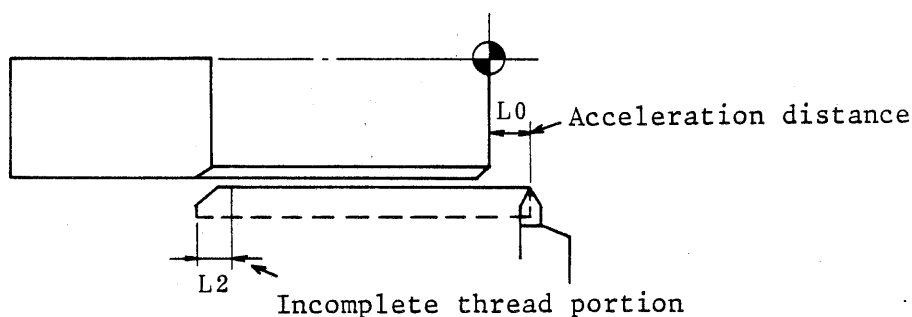 L0
Acceleration distance
L2
Incomplete thread portion